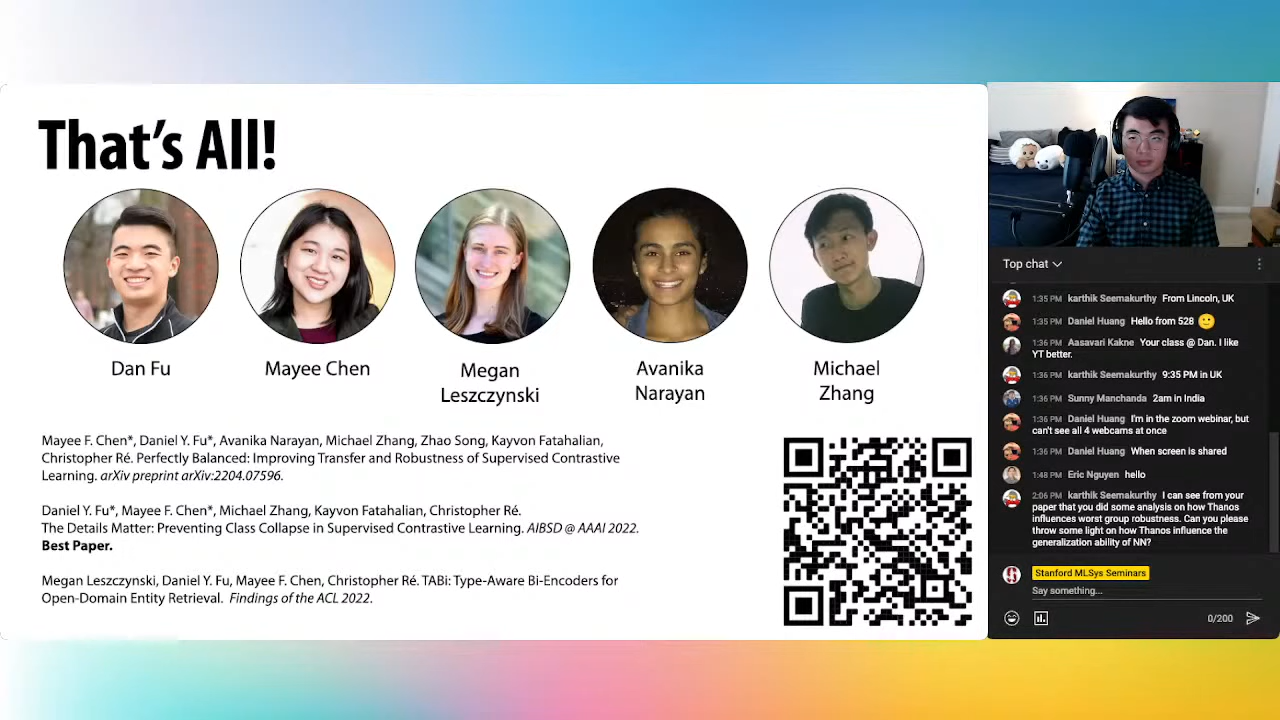 That's All!
Dan Fu
Mayee Chen
Megan
Leszczynski
Avanika
Narayan
Michael
Zhang
Mayee F. Chen*, Daniel Y. Fu*, Avanika Narayan, Michael Zhang, Zhao Song, Kayvon Fatahalian,
Christopher Ré. Perfectly Balanced: Improving Transfer and Robustness of Supervised Contrastive
Learning. arXiv preprint arXiv:2204.07596.
Daniel Y. Fu*, Mayee F. Chen*, Michael Zhang, Kayvon Fatahalian, Christopher Ré.
The Details Matter: Preventing Class Collapse in Supervised Contrastive Learning. AIBSD @ AAAI 2022.
Best Paper.
Megan Leszczynski, Daniel Y. Fu, Mayee F. Chen, Christopher Ré. TABi: Type-Aware Bi-Encoders for
Open-Domain Entity Retrieval. Findings of the ACL 2022.
Top chat
1:35 PM karthik Seemakurthy From Lincoln, UK
1:35 PM Daniel Huang Hello from 528 🙂
1:36 PM Aasavari Kakne Your class @ Dan. I like
YT better.
1:36 PM karthik Seemakurthy 9:35 PM in UK
1:36 PM Sunny Manchanda 2am in India
1:36 PM Daniel Huang I'm in the zoom webinar, but
can't see all 4 webcams at once
1:36 PM Daniel Huang When screen is shared
1:48 PM Eric Nguyen hello
2:06 PM karthik Seemakurthy I can see from your
paper that you did some analysis on how Thanos
influences worst group robustness. Can you please
throw some light on how Thanos influence the
generalization ability of NN?
Stanford MLSys Seminars
Say something...
0/200